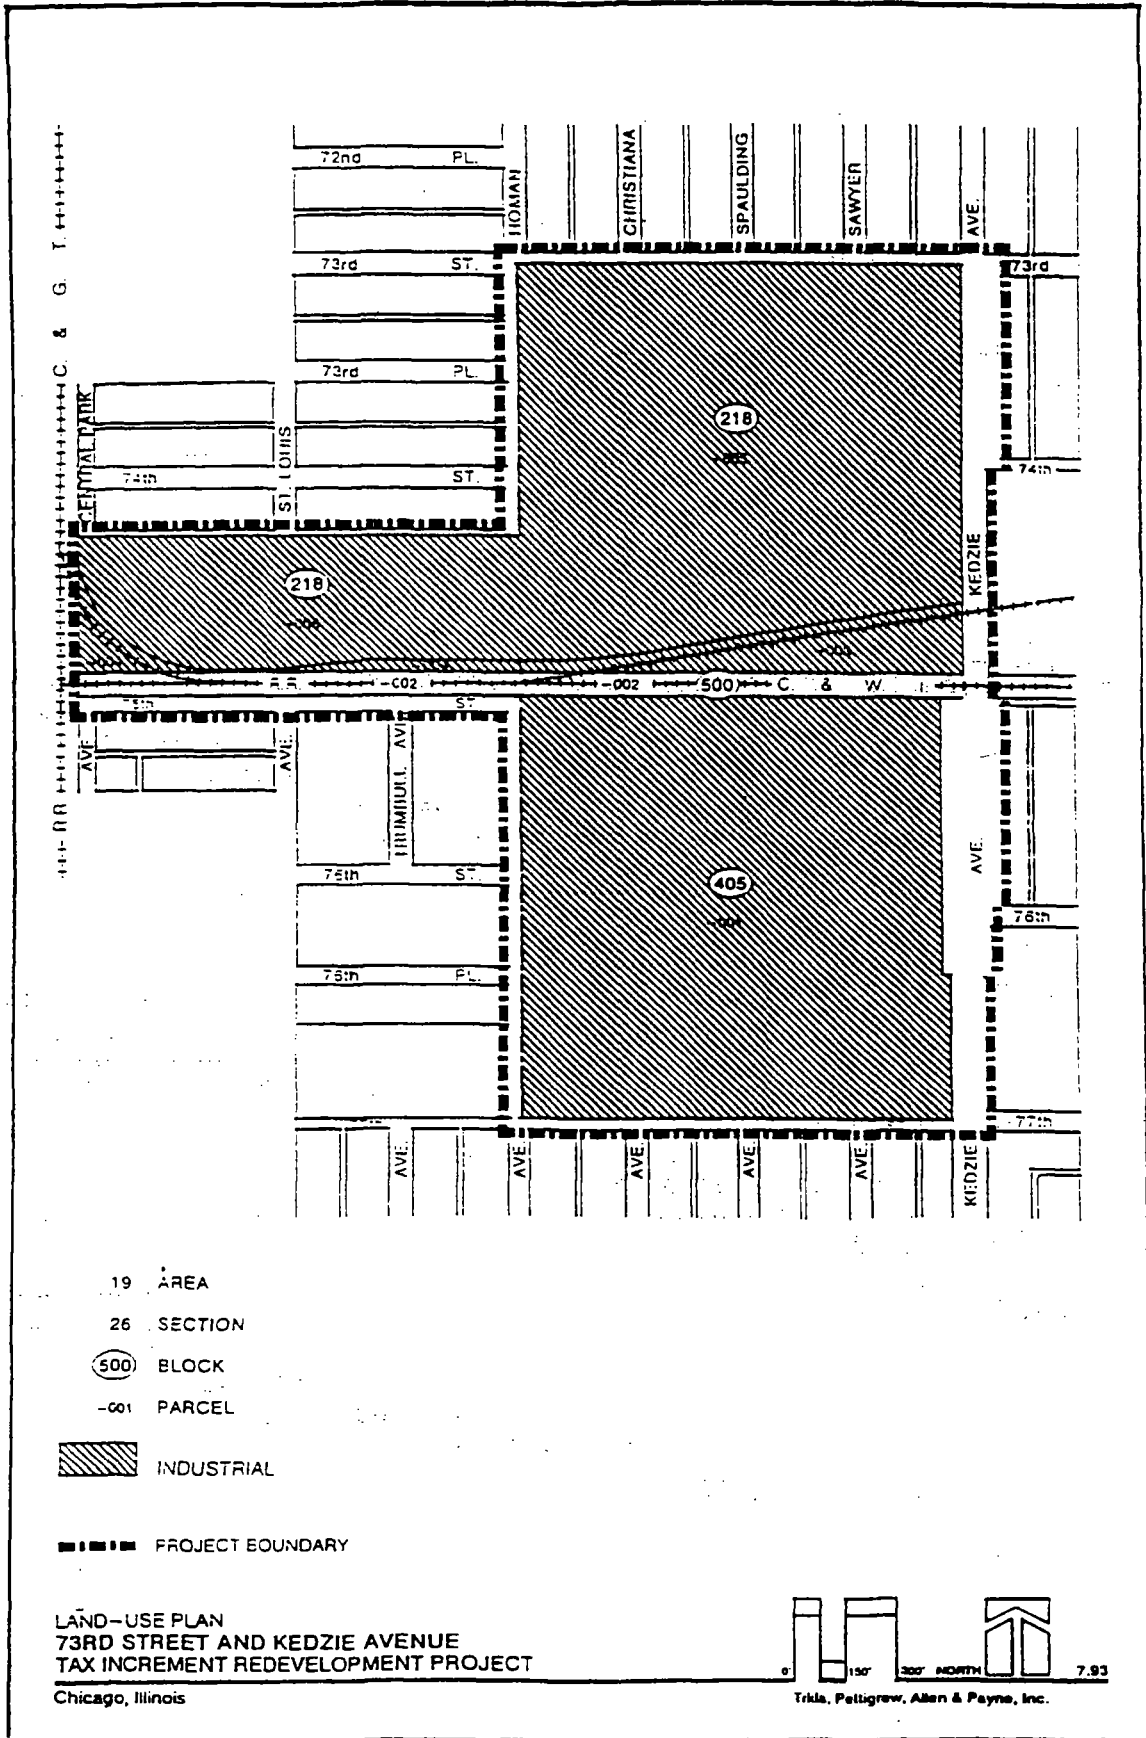 72nd PL.
HOMAN
CHRISTIANA
SPAULDING
SAWYER
AVE.
C. & G. T.
73rd ST.
73rd
73rd PL.
218
ST. LOUIS
74th ST.
74th
KEDZIE
218
R.R. -002 -002 500 C & W. I.
75th ST.
AVE.
AVE.
TRUMBULL AVE.
RR
AVE.
76th ST.
405
76th
76th PL.
77th
AVE.
AVE.
AVE.
AVE.
AVE.
KEDZIE
19 AREA
26 SECTION
500 BLOCK
-001 PARCEL
INDUSTRIAL
PROJECT BOUNDARY
LAND-USE PLAN
73RD STREET AND KEDZIE AVENUE
TAX INCREMENT REDEVELOPMENT PROJECT
0' 150' 300' NORTH 7.93
Chicago, Illinois
Trkla, Pettigrew, Allen & Payne, Inc.